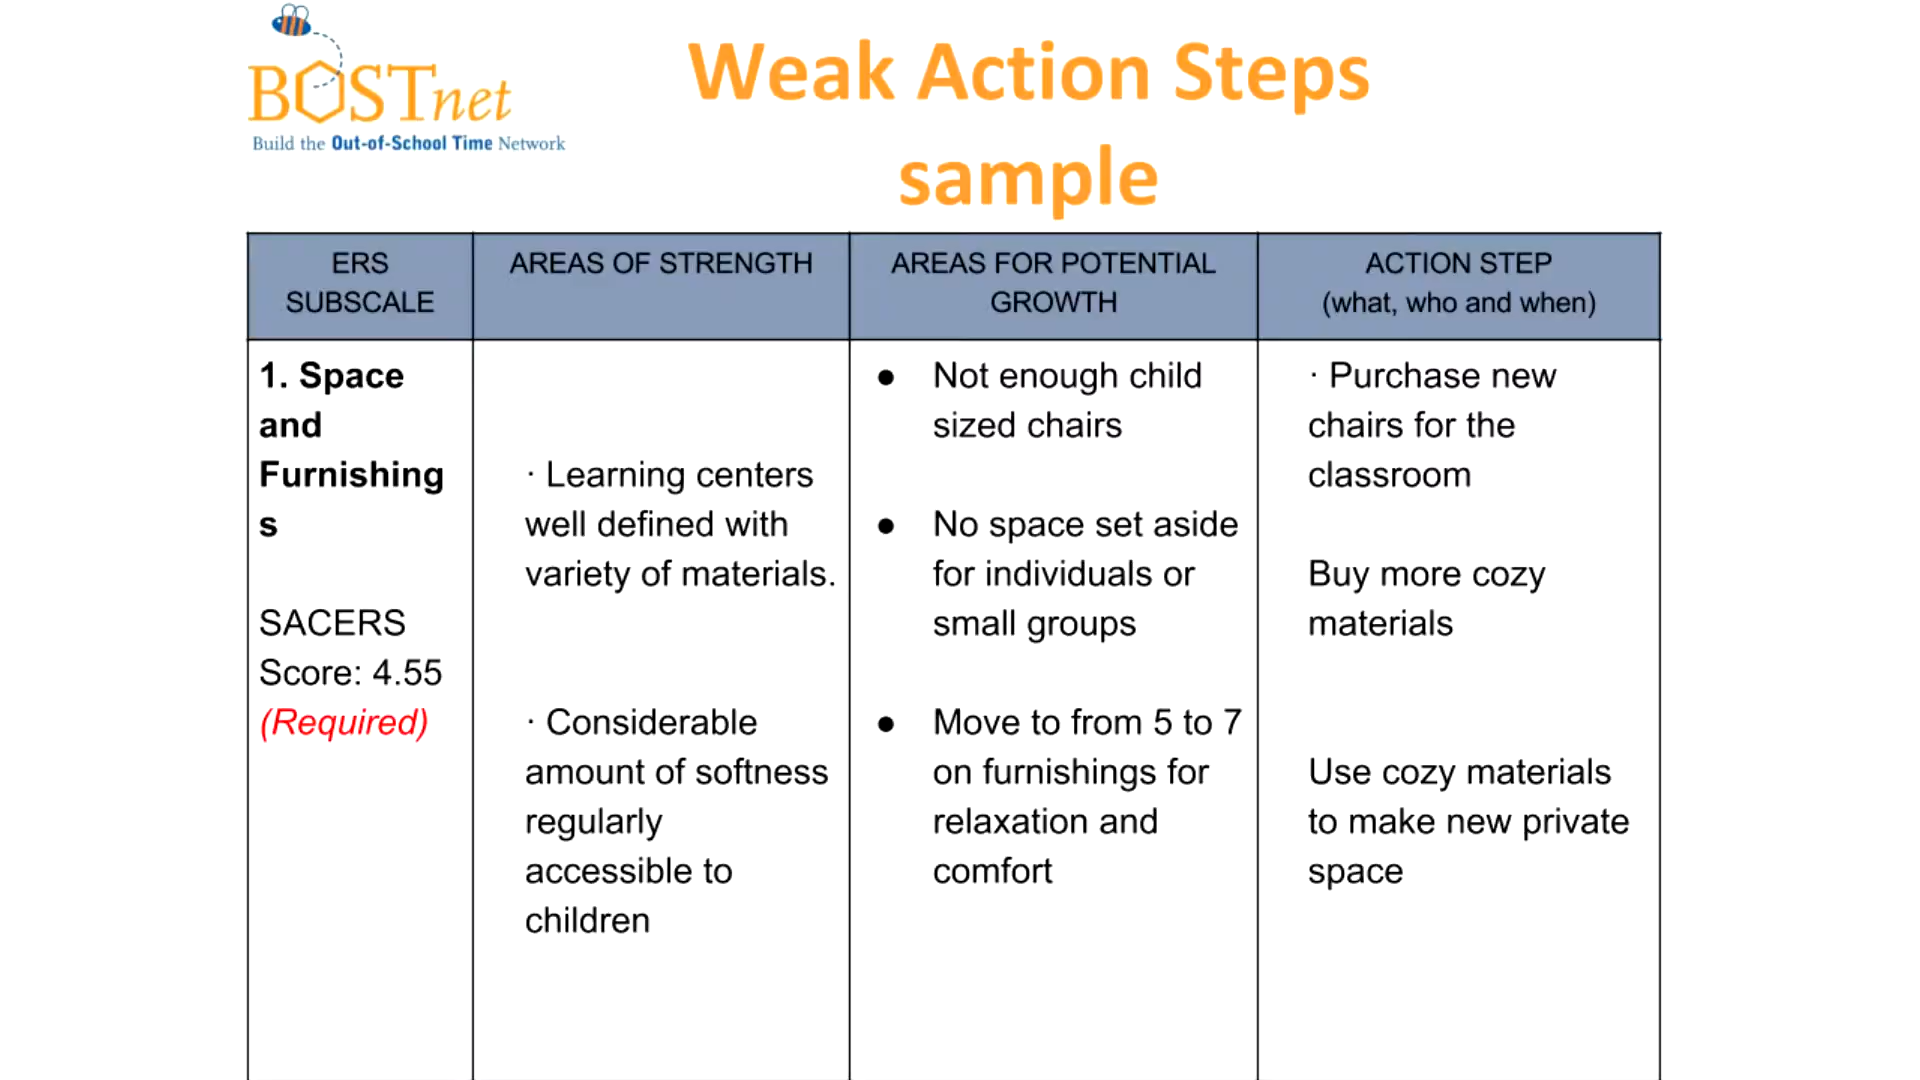 BOSTnet
Build the Out-of-School Time Network
Weak Action Steps
sample
ERS
SUBSCALE
AREAS OF STRENGTH
AREAS FOR POTENTIAL
GROWTH
ACTION STEP
(what, who and when)
1. Space
and
Furnishing
s
SACERS
Score: 4.55
(Required)
· Learning centers
well defined with
variety of materials.
· Considerable
amount of softness
regularly
accessible to
children
● Not enough child
sized chairs
● No space set aside
for individuals or
small groups
● Move to from 5 to 7
on furnishings for
relaxation and
comfort
· Purchase new
chairs for the
classroom
Buy more cozy
materials
Use cozy materials
to make new private
space